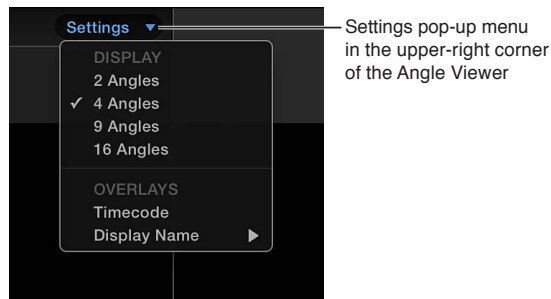 Settings
DISPLAY
2 Angles
✓ 4 Angles
9 Angles
16 Angles
OVERLAYS
Timecode
Display Name
Settings pop-up menu
in the upper-right corner
of the Angle Viewer